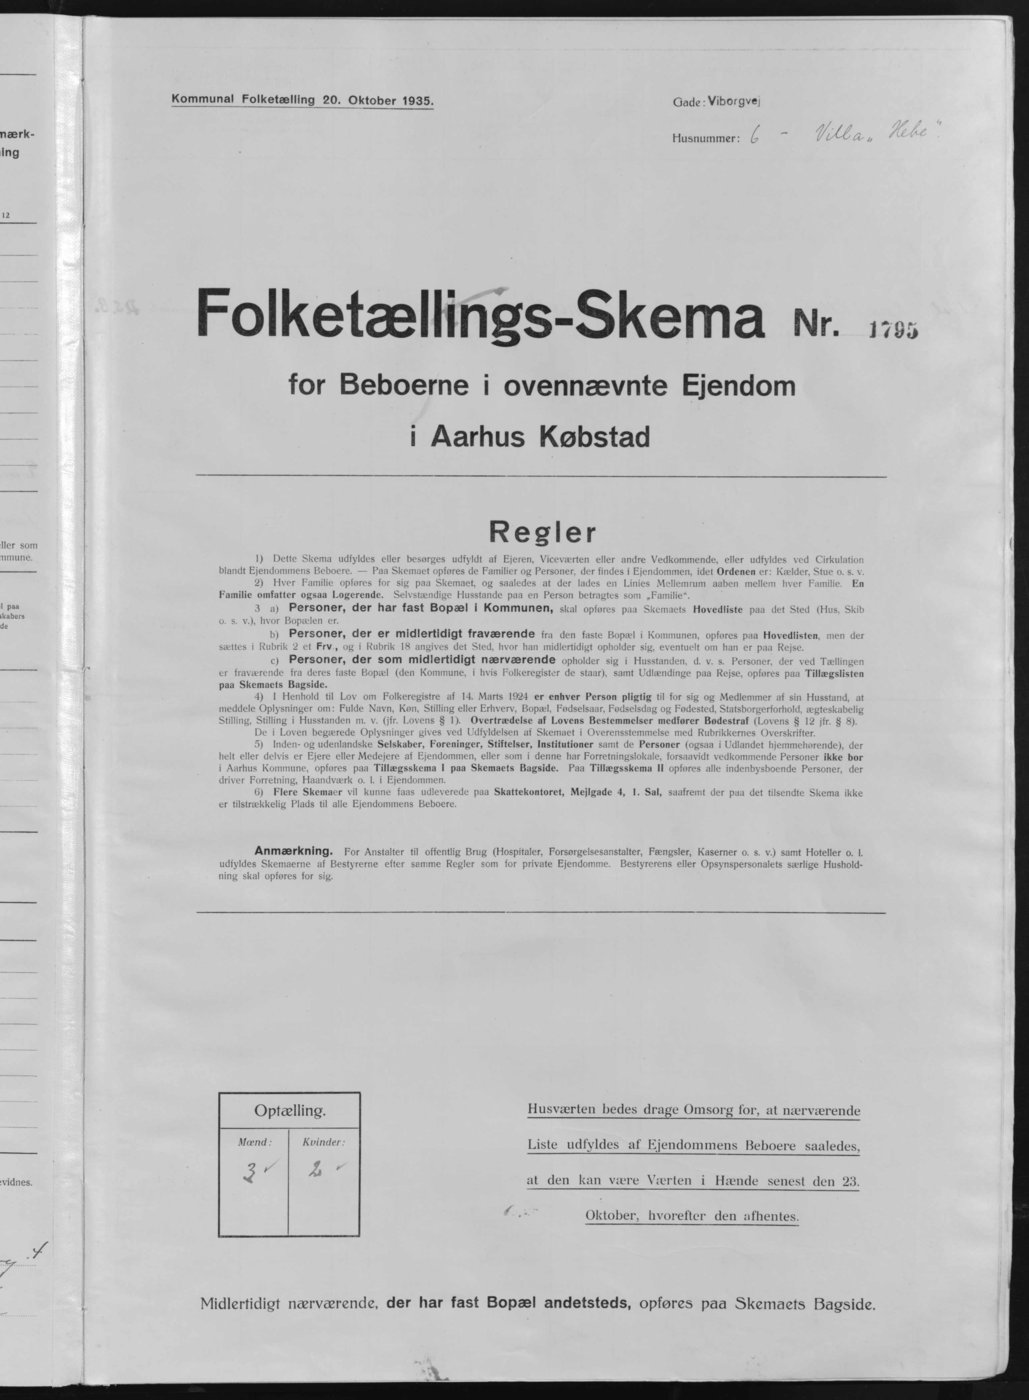 mærk-
ing
12
ller som
mmune.
l paa
skabers
de
evidnes.
4
Kommunal Folketælling 20. Oktober 1935.
Gade: Viborgvej
Husnummer: 6 - Villa „Hebe“.
Folketællings-Skema Nr. 1795
for Beboerne i ovennævnte Ejendom
i Aarhus Købstad
Regler
1) Dette Skema udfyldes eller besørges udfyldt af Ejeren, Viceværten eller andre Vedkommende, eller udfyldes ved Cirkulation
blandt Ejendommens Beboere. — Paa Skemaet opføres de Familier og Personer, der findes i Ejendommen, idet Ordenen er: Kælder, Stue o. s. v.
2) Hver Familie opføres for sig paa Skemaet, og saaledes at der lades en Linies Mellemrum aaben mellem hver Familie. En
Familie omfatter ogsaa Logerende. Selvstændige Husstande paa en Person betragtes som „Familie“.
3 a) Personer, der har fast Bopæl i Kommunen, skal opføres paa Skemaets Hovedliste paa det Sted (Hus, Skib
o. s. v.), hvor Bopælen er.
b) Personer, der er midlertidigt fraværende fra den faste Bopæl i Kommunen, opføres paa Hovedlisten, men der
sættes i Rubrik 2 et Frv., og i Rubrik 18 angives det Sted, hvor han midlertidigt opholder sig, eventuelt om han er paa Rejse.
c) Personer, der som midlertidigt nærværende opholder sig i Husstanden, d. v. s. Personer, der ved Tællingen
er fraværende fra deres faste Bopæl (den Kommune, i hvis Folkeregister de staar), samt Udlændinge paa Rejse, opføres paa Tillægslisten
paa Skemaets Bagside.
4) I Henhold til Lov om Folkeregistre af 14. Marts 1924 er enhver Person pligtig til for sig og Medlemmer af sin Husstand, at
meddele Oplysninger om: Fulde Navn, Køn, Stilling eller Erhverv, Bopæl, Fødselsaar, Fødselsdag og Fødested, Statsborgerforhold, ægteskabelig
Stilling, Stilling i Husstanden m. v. (jfr. Lovens § 1). Overtrædelse af Lovens Bestemmelser medfører Bødestraf (Lovens § 12 jfr. § 8).
De i Loven begærede Oplysninger gives ved Udfyldelsen af Skemaet i Overensstemmelse med Rubrikkernes Overskrifter.
5) Inden- og udenlandske Selskaber, Foreninger, Stiftelser, Institutioner samt de Personer (ogsaa i Udlandet hjemmehørende), der
helt eller delvis er Ejere eller Medejere af Ejendommen, eller som i denne har Forretningslokale, forsaavidt vedkommende Personer ikke bor
i Aarhus Kommune, opføres paa Tillægsskema I paa Skemaets Bagside. Paa Tillægsskema II opføres alle indenbysboende Personer, der
driver Forretning, Haandværk o. l. i Ejendommen.
6) Flere Skemaer vil kunne faas udleverede paa Skattekontoret, Mejlgade 4, 1. Sal, saafremt der paa det tilsendte Skema ikke
er tilstrækkelig Plads til alle Ejendommens Beboere.
Anmærkning. For Anstalter til offentlig Brug (Hospitaler, Forsørgelsesanstalter, Fængsler, Kaserner o. s. v.) samt Hoteller o. l.
udfyldes Skemaerne af Bestyrerne efter samme Regler som for private Ejendomme. Bestyrerens eller Opsynspersonalets særlige Hushold-
ning skal opføres for sig.
Optælling.
Mænd: Kvinder:
3 ✓ 2 ✓
Husværten bedes drage Omsorg for, at nærværende
Liste udfyldes af Ejendommens Beboere saaledes,
at den kan være Værten i Hænde senest den 23.
Oktober, hvorefter den afhentes.
Midlertidigt nærværende, der har fast Bopæl andetsteds, opføres paa Skemaets Bagside.